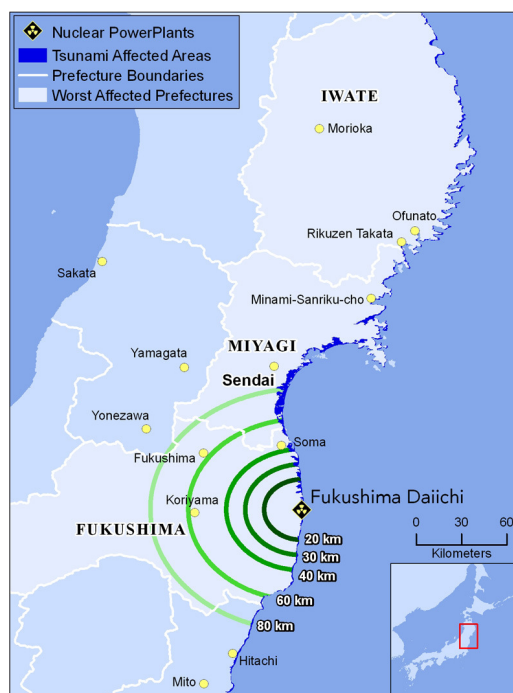 Nuclear PowerPlants
Tsunami Affected Areas
Prefecture Boundaries
Worst Affected Prefectures
IWATE
Morioka
Ofunato
Rikuzen Takata
Sakata
Minami-Sanriku-cho
MIYAGI
Yamagata
Sendai
Yonezawa
Soma
Fukushima
Koriyama
Fukushima Daiichi
FUKUSHIMA
20 km
30 km
40 km
60 km
80 km
0 30 60
Kilometers
Hitachi
Mito